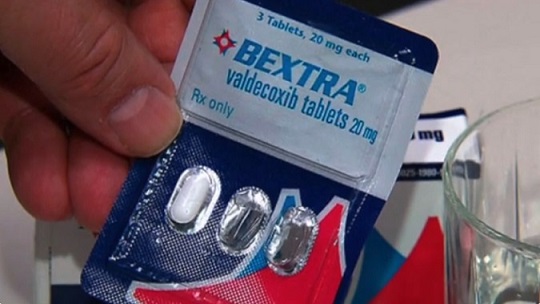 3 Tablets, 20 mg each
BEXTRA®
valdecoxib tablets 20 mg
Rx only
mg